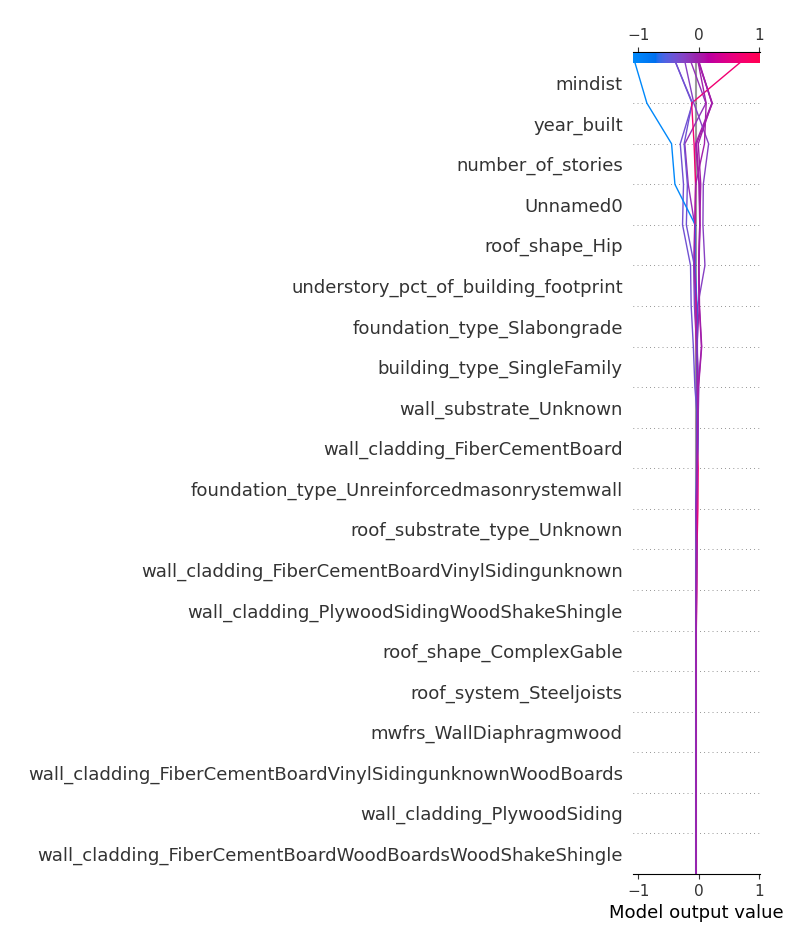 −1 0 1
mindist
year_built
number_of_stories
Unnamed0
roof_shape_Hip
understory_pct_of_building_footprint
foundation_type_Slabongrade
building_type_SingleFamily
wall_substrate_Unknown
wall_cladding_FiberCementBoard
foundation_type_Unreinforcedmasonrystemwall
roof_substrate_type_Unknown
wall_cladding_FiberCementBoardVinylSidingunknown
wall_cladding_PlywoodSidingWoodShakeShingle
roof_shape_ComplexGable
roof_system_Steeljoists
mwfrs_WallDiaphragmwood
wall_cladding_FiberCementBoardVinylSidingunknownWoodBoards
wall_cladding_PlywoodSiding
wall_cladding_FiberCementBoardWoodBoardsWoodShakeShingle
−1 0 1
Model output value